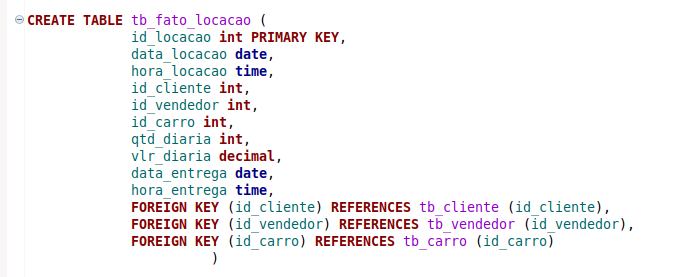 CREATE TABLE tb_fato_locacao (
id_locacao int PRIMARY KEY,
data_locacao date,
hora_locacao time,
id_cliente int,
id_vendedor int,
id_carro int,
qtd_diaria int,
vlr_diaria decimal,
data_entrega date,
hora_entrega time,
FOREIGN KEY (id_cliente) REFERENCES tb_cliente (id_cliente),
FOREIGN KEY (id_vendedor) REFERENCES tb_vendedor (id_vendedor),
FOREIGN KEY (id_carro) REFERENCES tb_carro (id_carro)
)